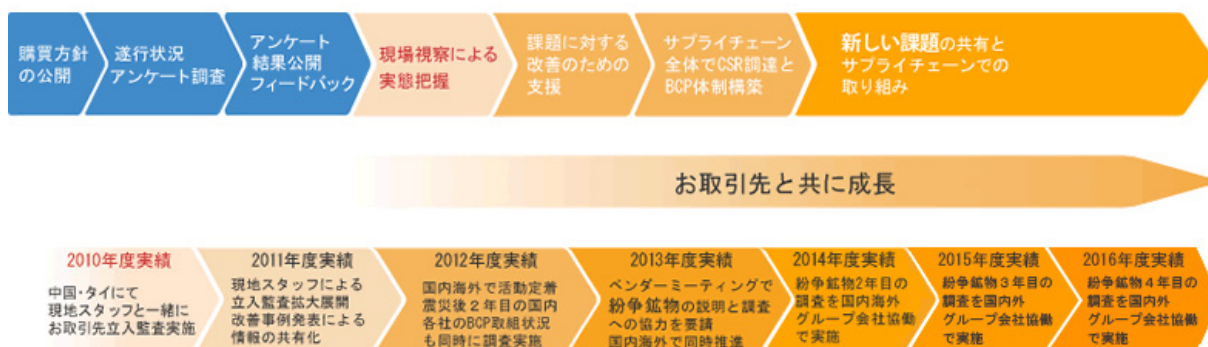 購買方針
の公開
遂行状況
アンケート調査
アンケート
結果公開
フィードバック
現場視察による
実態把握
課題に対する
改善のための
支援
サプライチェーン
全体でCSR調達と
BCP体制構築
新しい課題の共有と
サプライチェーンでの
取り組み
お取引先と共に成長
2010年度実績
中国・タイにて
現地スタッフと一緒に
お取引先立入監査実施
2011年度実績
現地スタッフによる
立入監査拡大展開
改善事例発表による
情報の共有化
2012年度実績
国内海外で活動定着
震災後2年目の国内
各社のBCP取組状況
も同時に調査実施
2013年度実績
ベンダーミーティングで
紛争鉱物の説明と調査
への協力を要請
国内海外で同時推進
2014年度実績
紛争鉱物2年目の
調査を国内海外
グループ会社協働
で実施
2015年度実績
紛争鉱物3年目の
調査を国内外
グループ会社協働
で実施
2016年度実績
紛争鉱物4年目の
調査を国内外
グループ会社協働
で実施